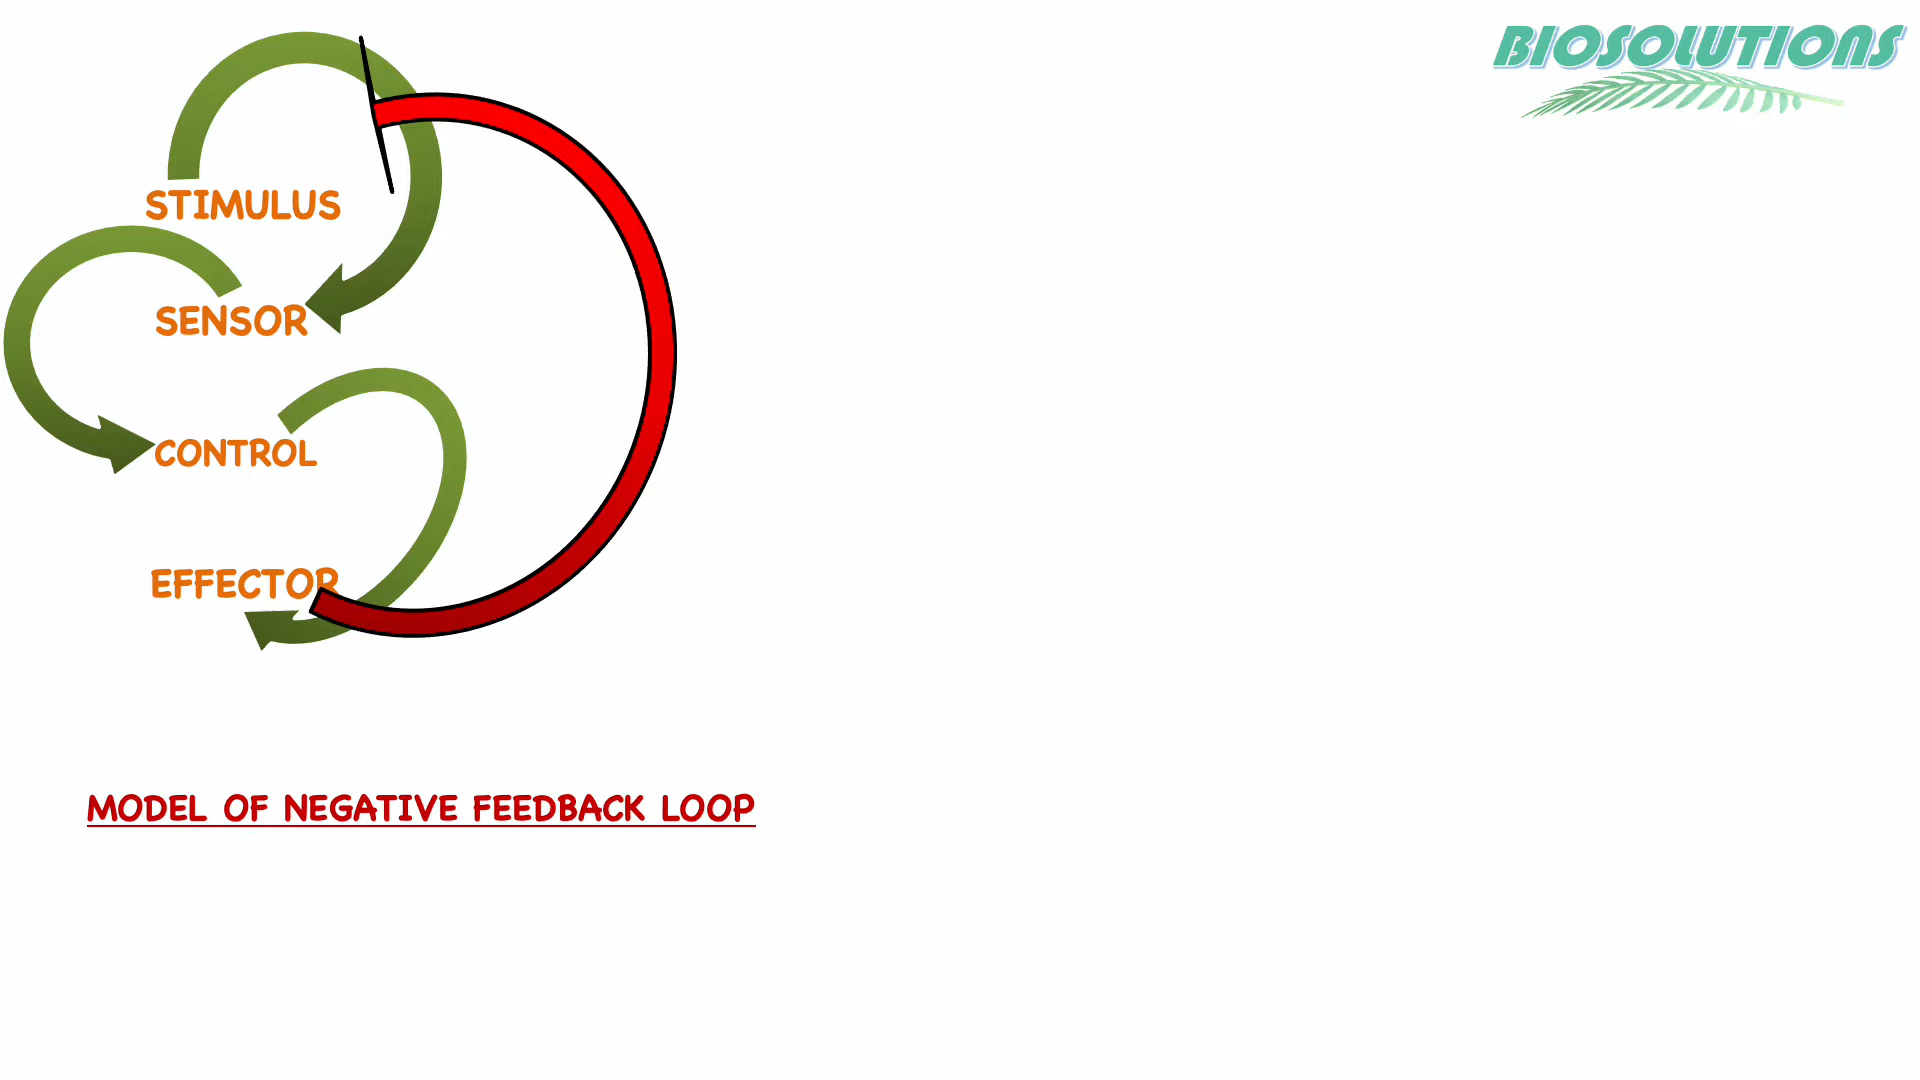 BIOSOLUTIONS
STIMULUS
SENSOR
CONTROL
EFFECTOR
MODEL OF NEGATIVE FEEDBACK LOOP